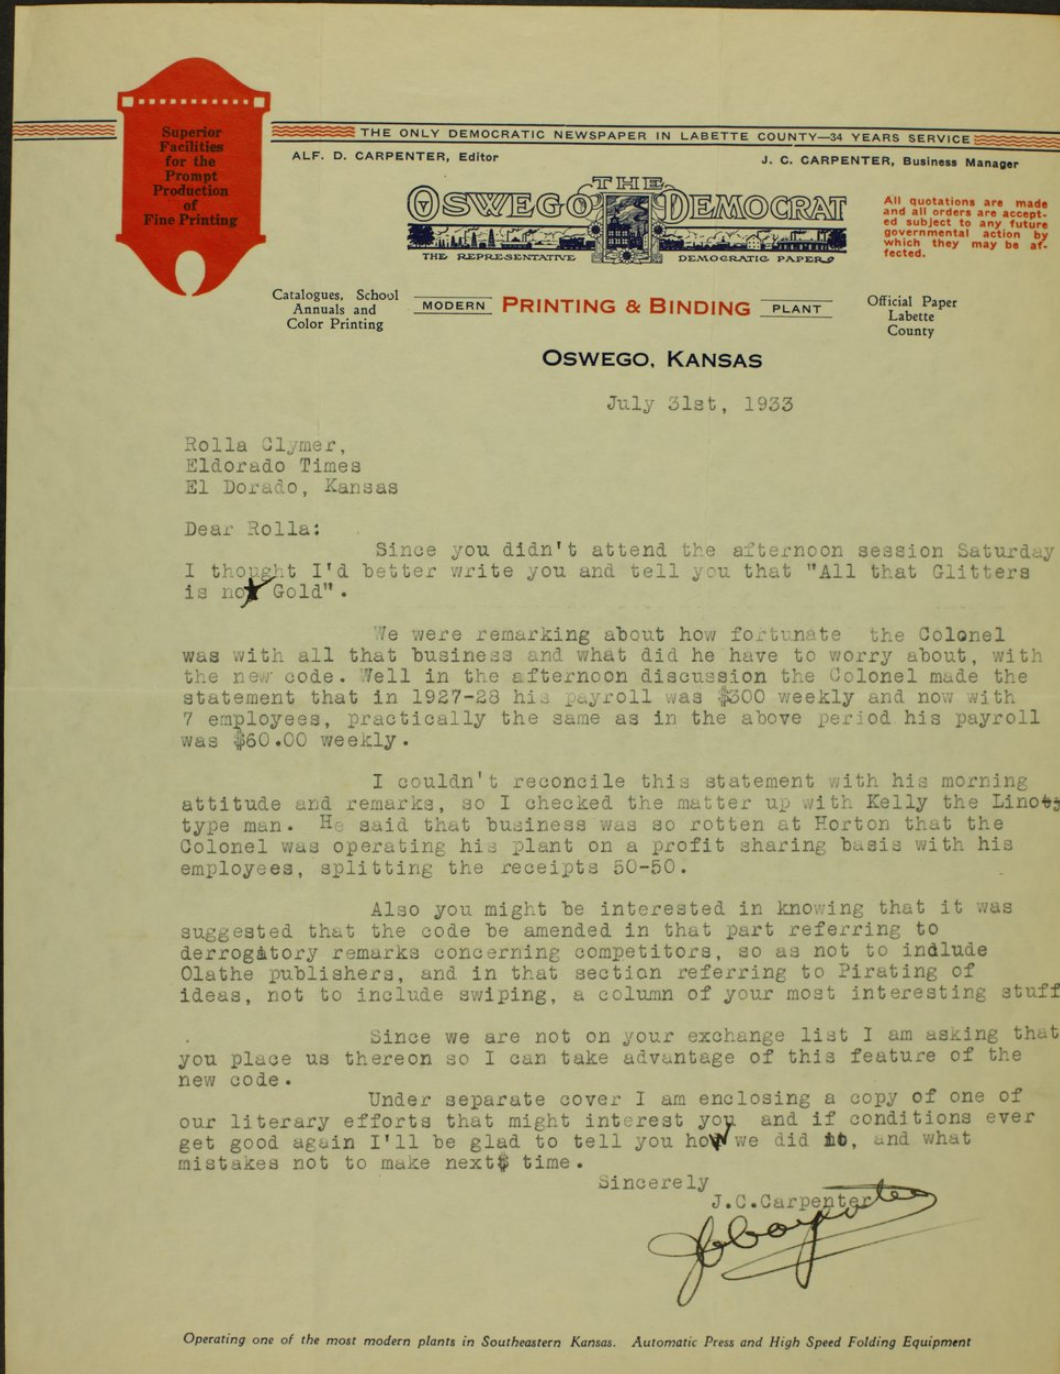 Superior
Facilities
for the
Prompt
Production
of
Fine Printing
THE ONLY DEMOCRATIC NEWSPAPER IN LABETTE COUNTY—34 YEARS SERVICE
ALF. D. CARPENTER, Editor
J. C. CARPENTER, Business Manager
THE
OSWEGO DEMOCRAT
THE REPRESENTATIVE DEMOCRATIC PAPER
All quotations are made
and all orders are accept-
ed subject to any future
governmental action by
which they may be af-
fected.
Catalogues, School
Annuals and
Color Printing
MODERN PRINTING & BINDING PLANT
Official Paper
Labette
County
OSWEGO, KANSAS
July 31st, 1933
Rolla Clymer,
Eldorado Times
El Dorado, Kansas
Dear Rolla:
Since you didn't attend the afternoon session Saturday
I thought I'd better write you and tell you that "All that Glitters
is not Gold".
We were remarking about how fortunate the Colonel
was with all that business and what did he have to worry about, with
the new code. Well in the afternoon discussion the Colonel made the
statement that in 1927-28 his payroll was $300 weekly and now with
7 employees, practically the same as in the above period his payroll
was $60.00 weekly.
I couldn't reconcile this statement with his morning
attitude and remarks, so I checked the matter up with Kelly the Lino
type man. He said that business was so rotten at Horton that the
Colonel was operating his plant on a profit sharing basis with his
employees, splitting the receipts 50-50.
Also you might be interested in knowing that it was
suggested that the code be amended in that part referring to
derrogatory remarks concerning competitors, so as not to indlude
Olathe publishers, and in that section referring to Pirating of
ideas, not to include swiping, a column of your most interesting stuff
Since we are not on your exchange list I am asking that
you place us thereon so I can take advantage of this feature of the
new code.
Under separate cover I am enclosing a copy of one of
our literary efforts that might interest you and if conditions ever
get good again I'll be glad to tell you how we did it, and what
mistakes not to make next time.
Sincerely
J.C.Carpenter
JCCarpenter
Operating one of the most modern plants in Southeastern Kansas. Automatic Press and High Speed Folding Equipment